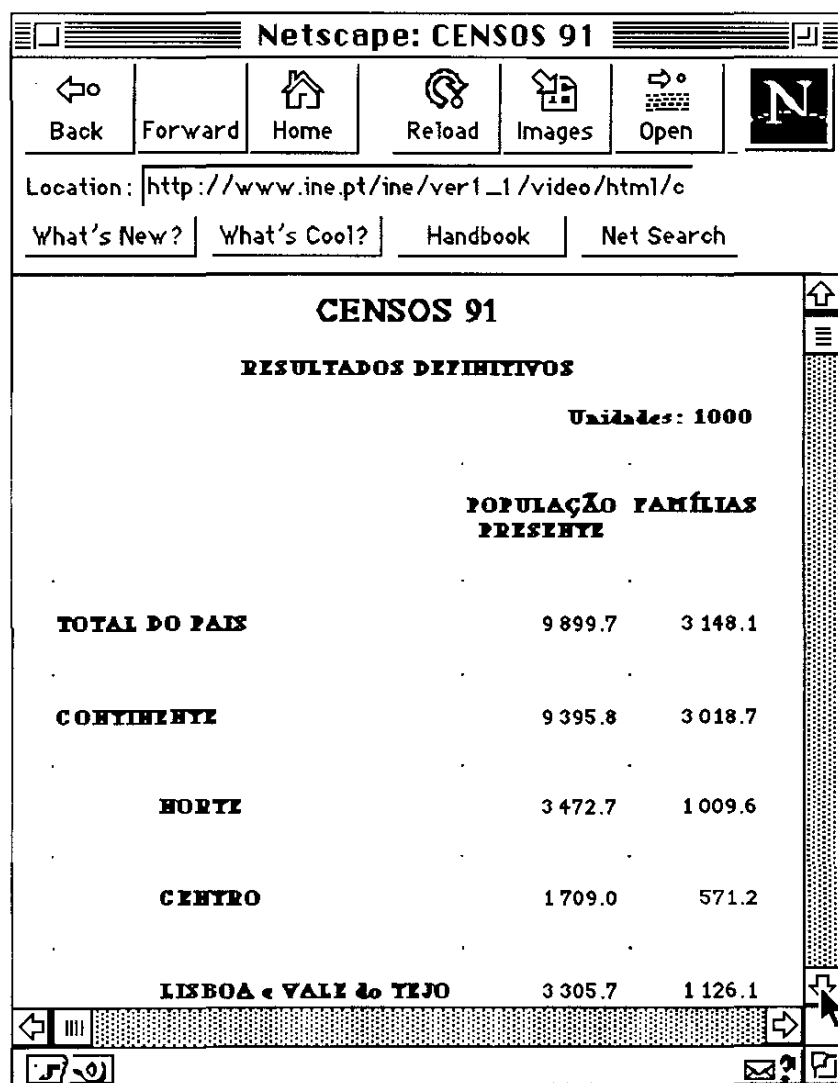 Netscape: CENSOS 91
Back Forward Home Reload Images Open N
Location: http://www.ine.pt/ine/ver1_1/video/html/c
What's New? What's Cool? Handbook Net Search
CENSOS 91
RESULTADOS DEFINITIVOS
Unidades: 1000
POPULAÇÃO FAMÍLIAS
PRESENTE
TOTAL DO PAIS 9 899.7 3 148.1
CONTINENTE 9 395.8 3 018.7
NORTE 3 472.7 1 009.6
CENTRO 1 709.0 571.2
LISBOA e VALE do TEJO 3 305.7 1 126.1